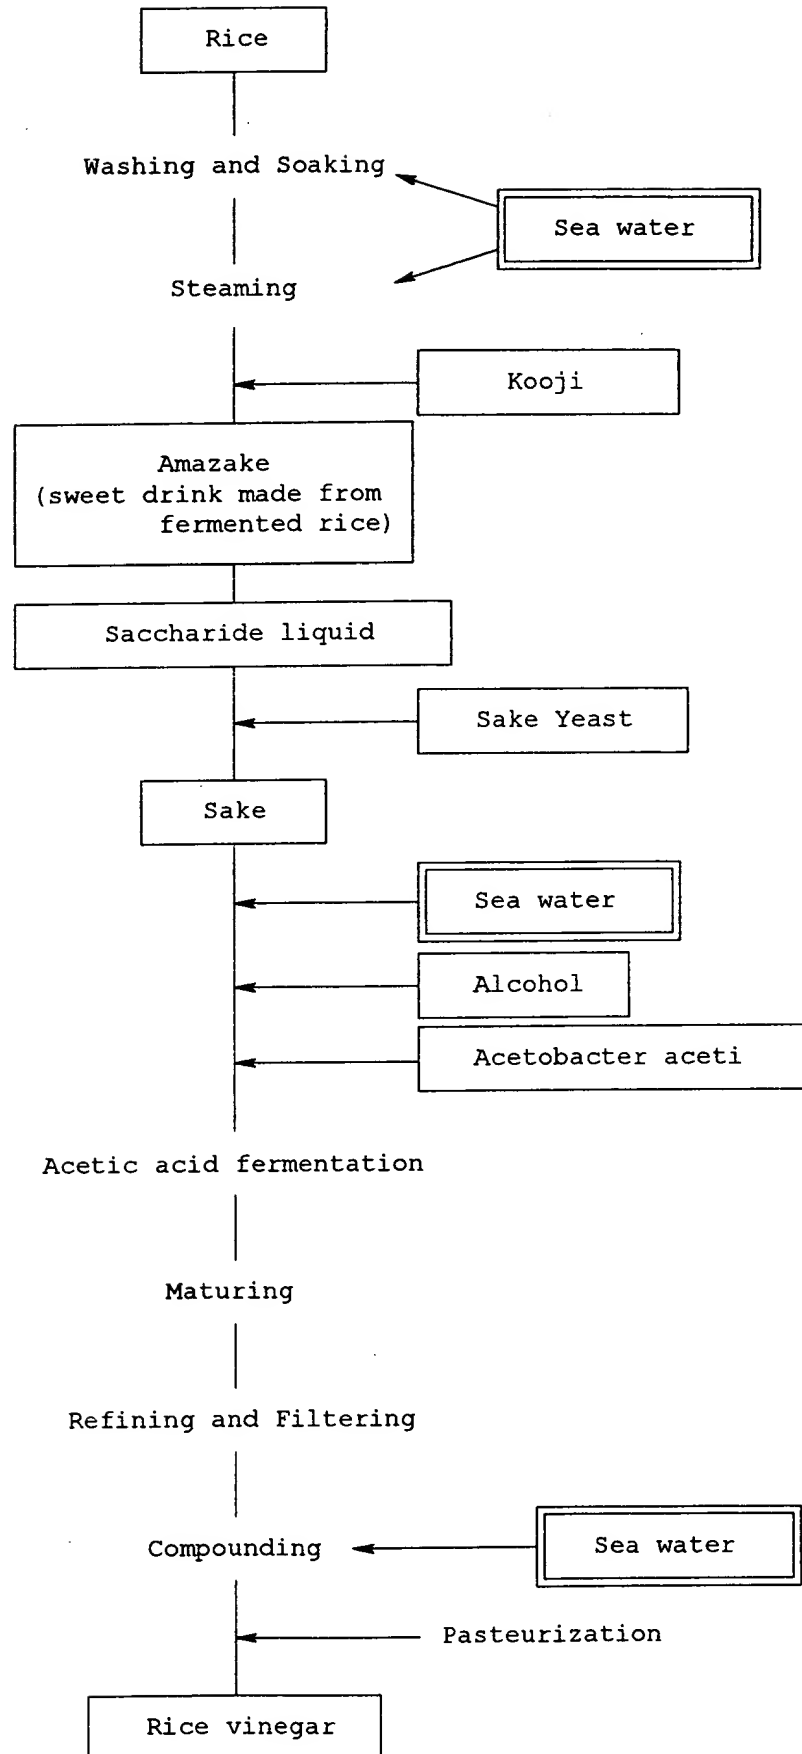 Rice
Washing and Soaking
Sea water
Steaming
Kooji
Amazake
(sweet drink made from
fermented rice)
Saccharide liquid
Sake Yeast
Sake
Sea water
Alcohol
Acetobacter aceti
Acetic acid fermentation
Maturing
Refining and Filtering
Compounding
Sea water
Pasteurization
Rice vinegar